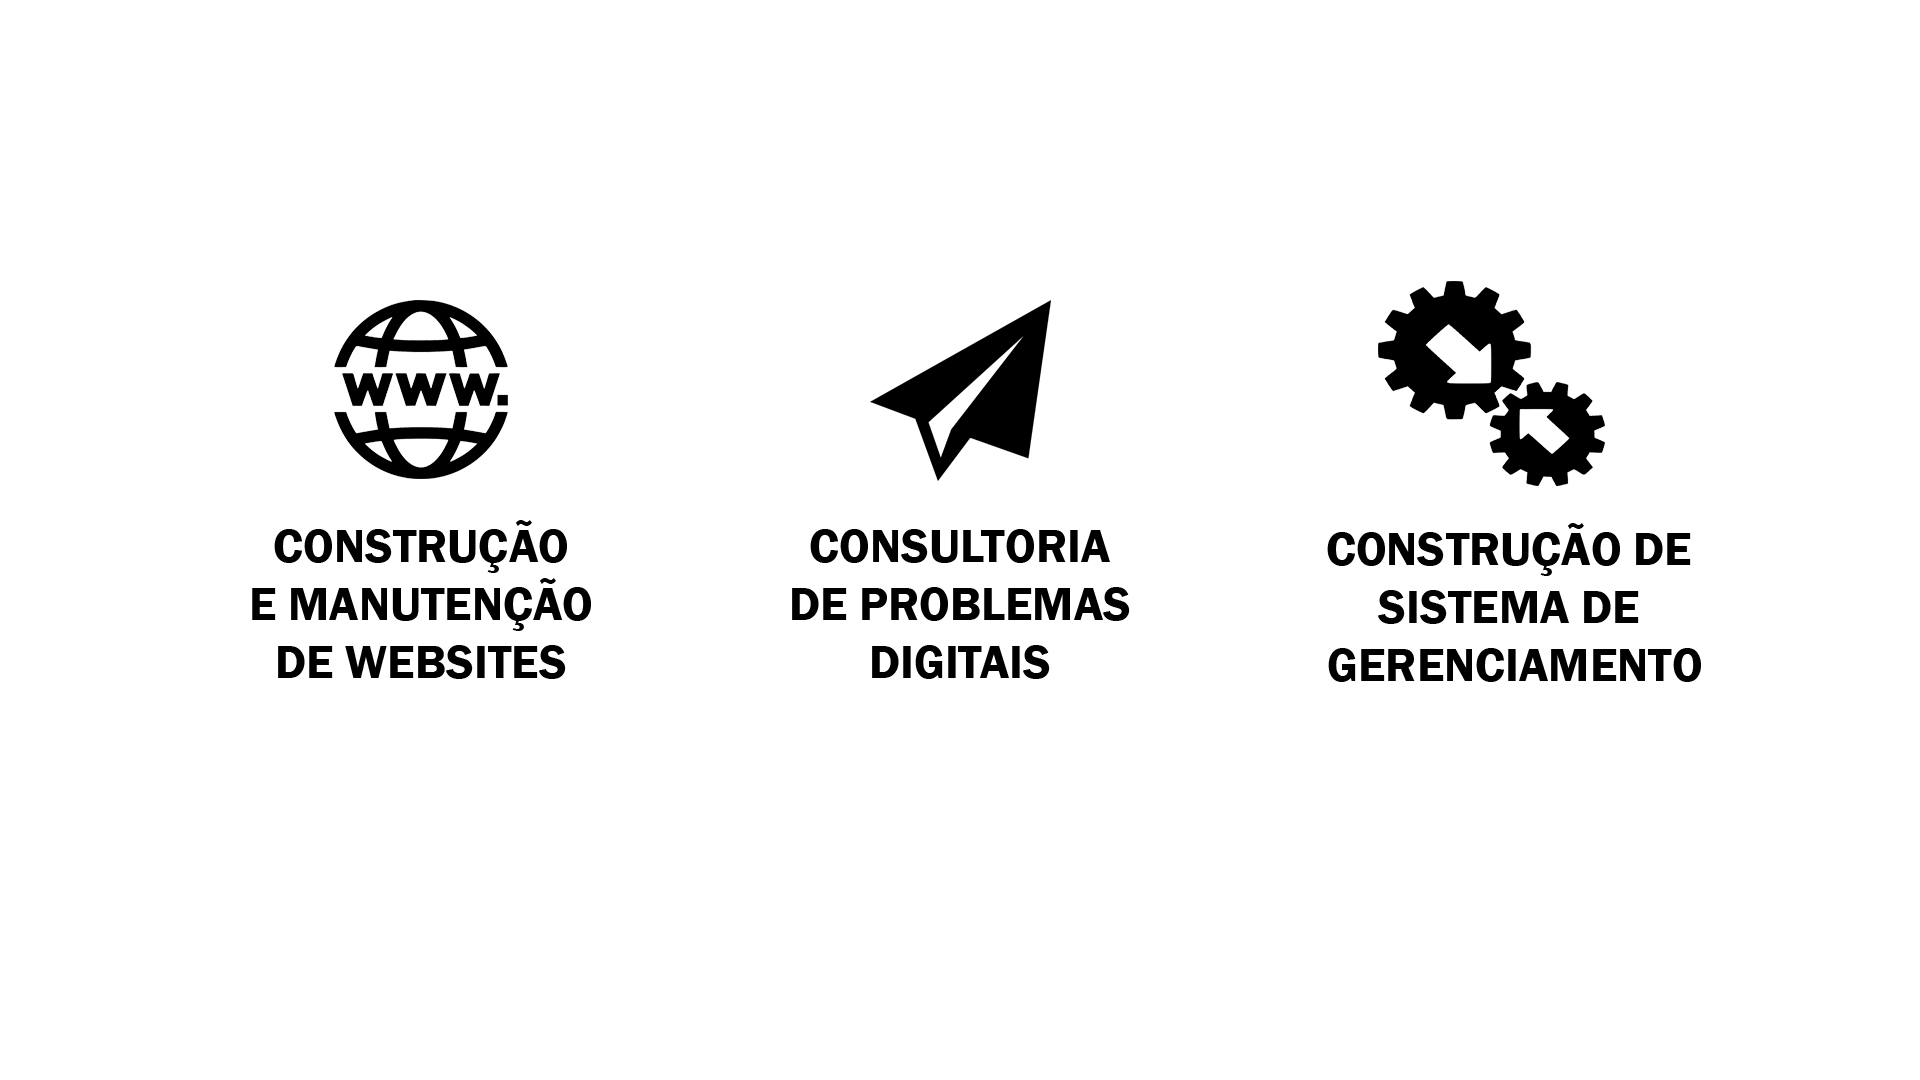 www.
CONSTRUÇÃO
E MANUTENÇÃO
DE WEBSITES
CONSULTORIA
DE PROBLEMAS
DIGITAIS
CONSTRUÇÃO DE
SISTEMA DE
GERENCIAMENTO